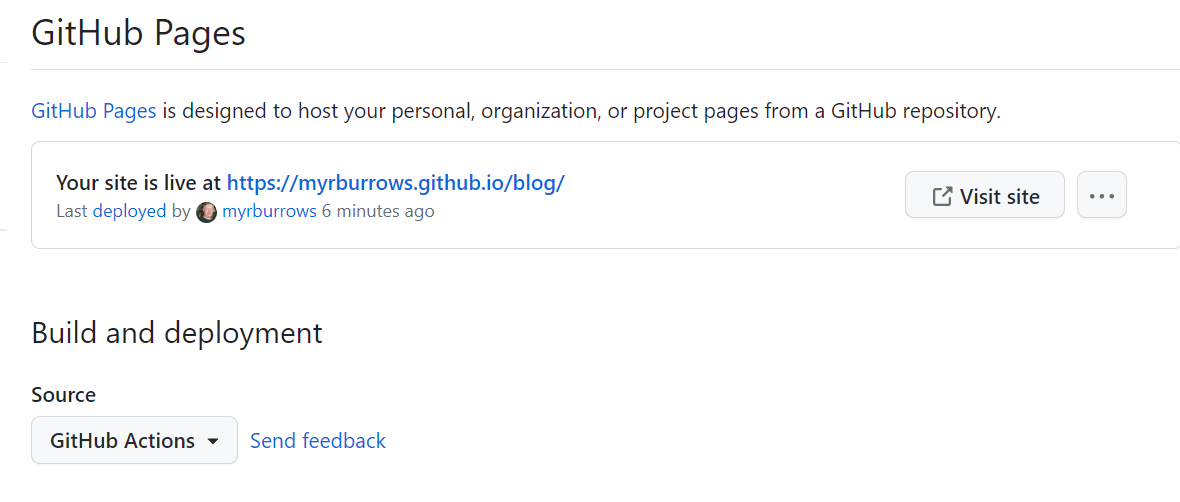 GitHub Pages
GitHub Pages is designed to host your personal, organization, or project pages from a GitHub repository.
Your site is live at https://myrburrows.github.io/blog/
Last deployed by myrburrows 6 minutes ago
Visit site
Build and deployment
Source
GitHub Actions
Send feedback